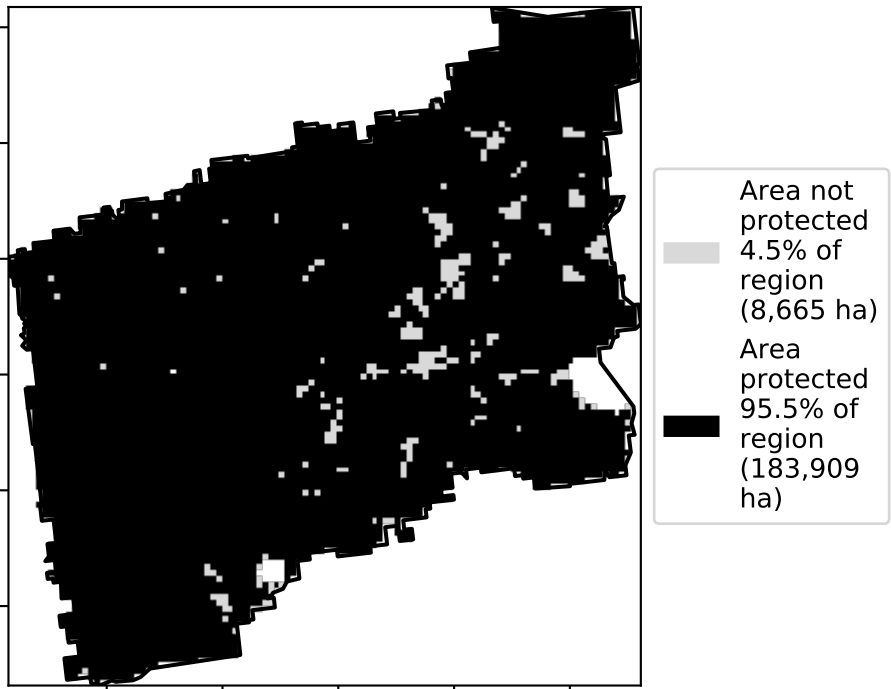 Area not
protected
4.5% of
region
(8,665 ha)
Area
protected
95.5% of
region
(183,909
ha)